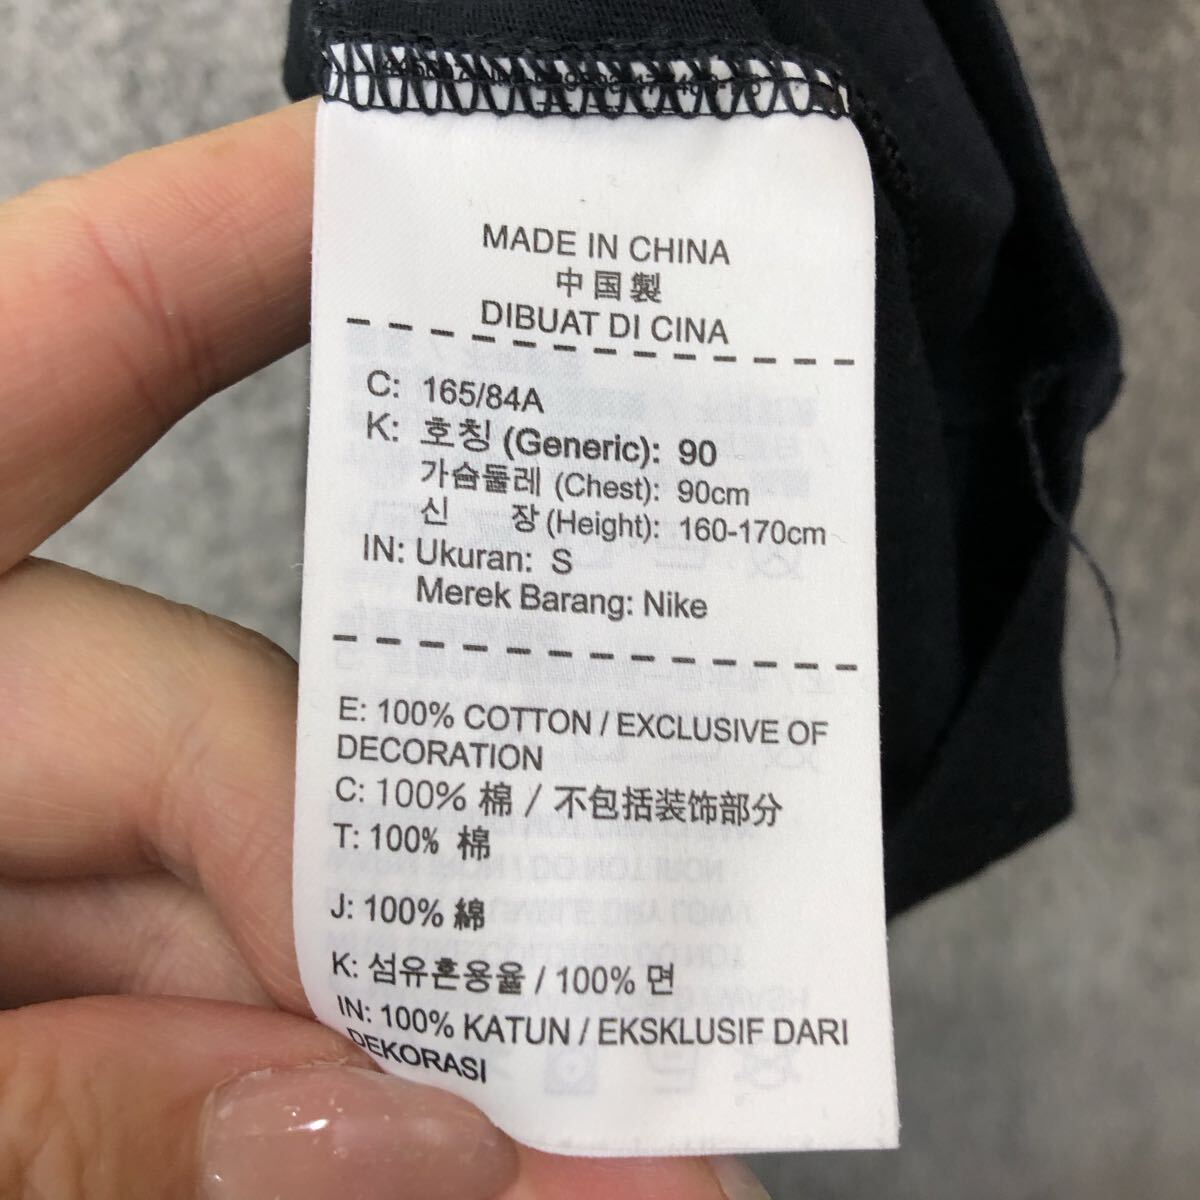 MADE IN CHINA
中国製
DIBUAT DI CINA
C: 165/84A
K: 호칭 (Generic): 90
가슴둘레 (Chest): 90cm
신 장 (Height): 160-170cm
IN: Ukuran: S
Merek Barang: Nike
E: 100% COTTON / EXCLUSIVE OF
DECORATION
C: 100% 棉 / 不包括装饰部分
T: 100% 棉
J: 100% 綿
K: 섬유혼용율 / 100% 면
IN: 100% KATUN / EKSKLUSIF DARI
DEKORASI